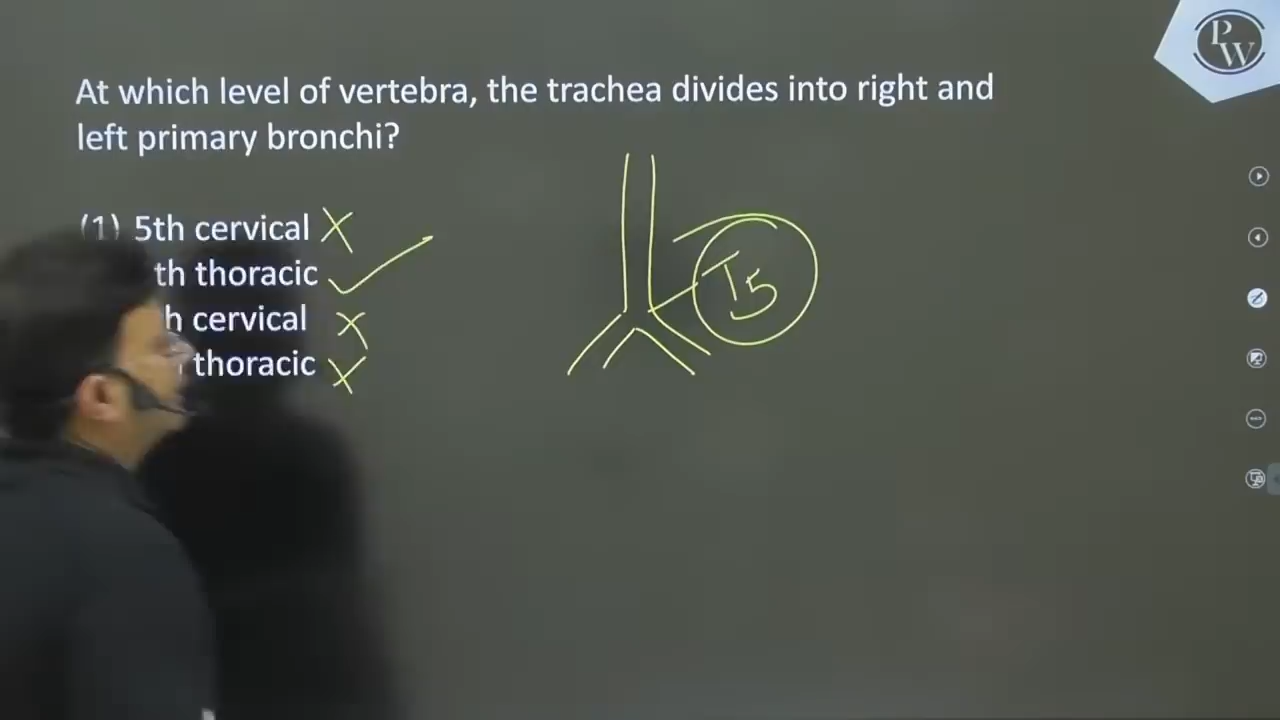 At which level of vertebra, the trachea divides into right and
left primary bronchi?
(1) 5th cervical
th thoracic
h cervical
thoracic
T5
PW